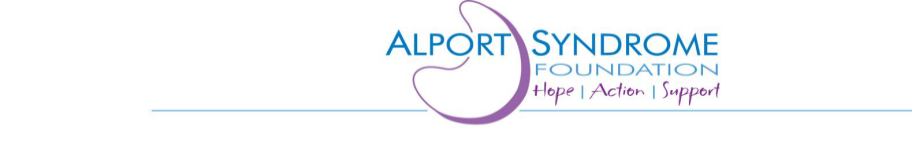 ALPORT SYNDROME
FOUNDATION
Hope | Action | Support